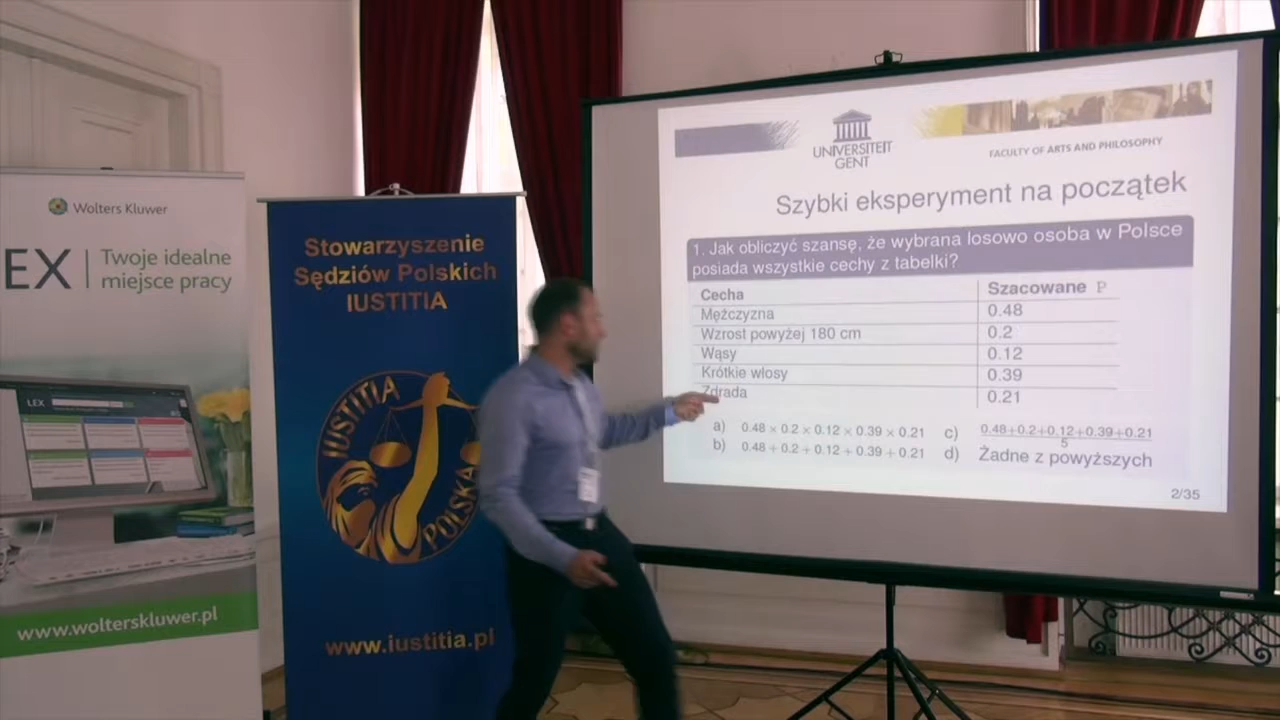 Wolters Kluwer
LEX
Twoje idealne
miejsce pracy
LEX
www.wolterskluwer.pl
Stowarzyszenie
Sędziów Polskich
IUSTITIA
IUSTITIA
POLSKA
www.iustitia.pl
UNIVERSITEIT
GENT
FACULTY OF ARTS AND PHILOSOPHY
Szybki eksperyment na początek
1. Jak obliczyć szansę, że wybrana losowo osoba w Polsce
posiada wszystkie cechy z tabelki?
Cecha Szacowane P
Mężczyzna 0.48
Wzrost powyżej 180 cm 0.2
Wąsy 0.12
Krótkie włosy 0.39
Zdrada 0.21
a) 0.48 × 0.2 × 0.12 × 0.39 × 0.21
b) 0.48 + 0.2 + 0.12 + 0.39 + 0.21
c) 0.48+0.2+0.12+0.39+0.21
5
d) Żadne z powyższych
2/35